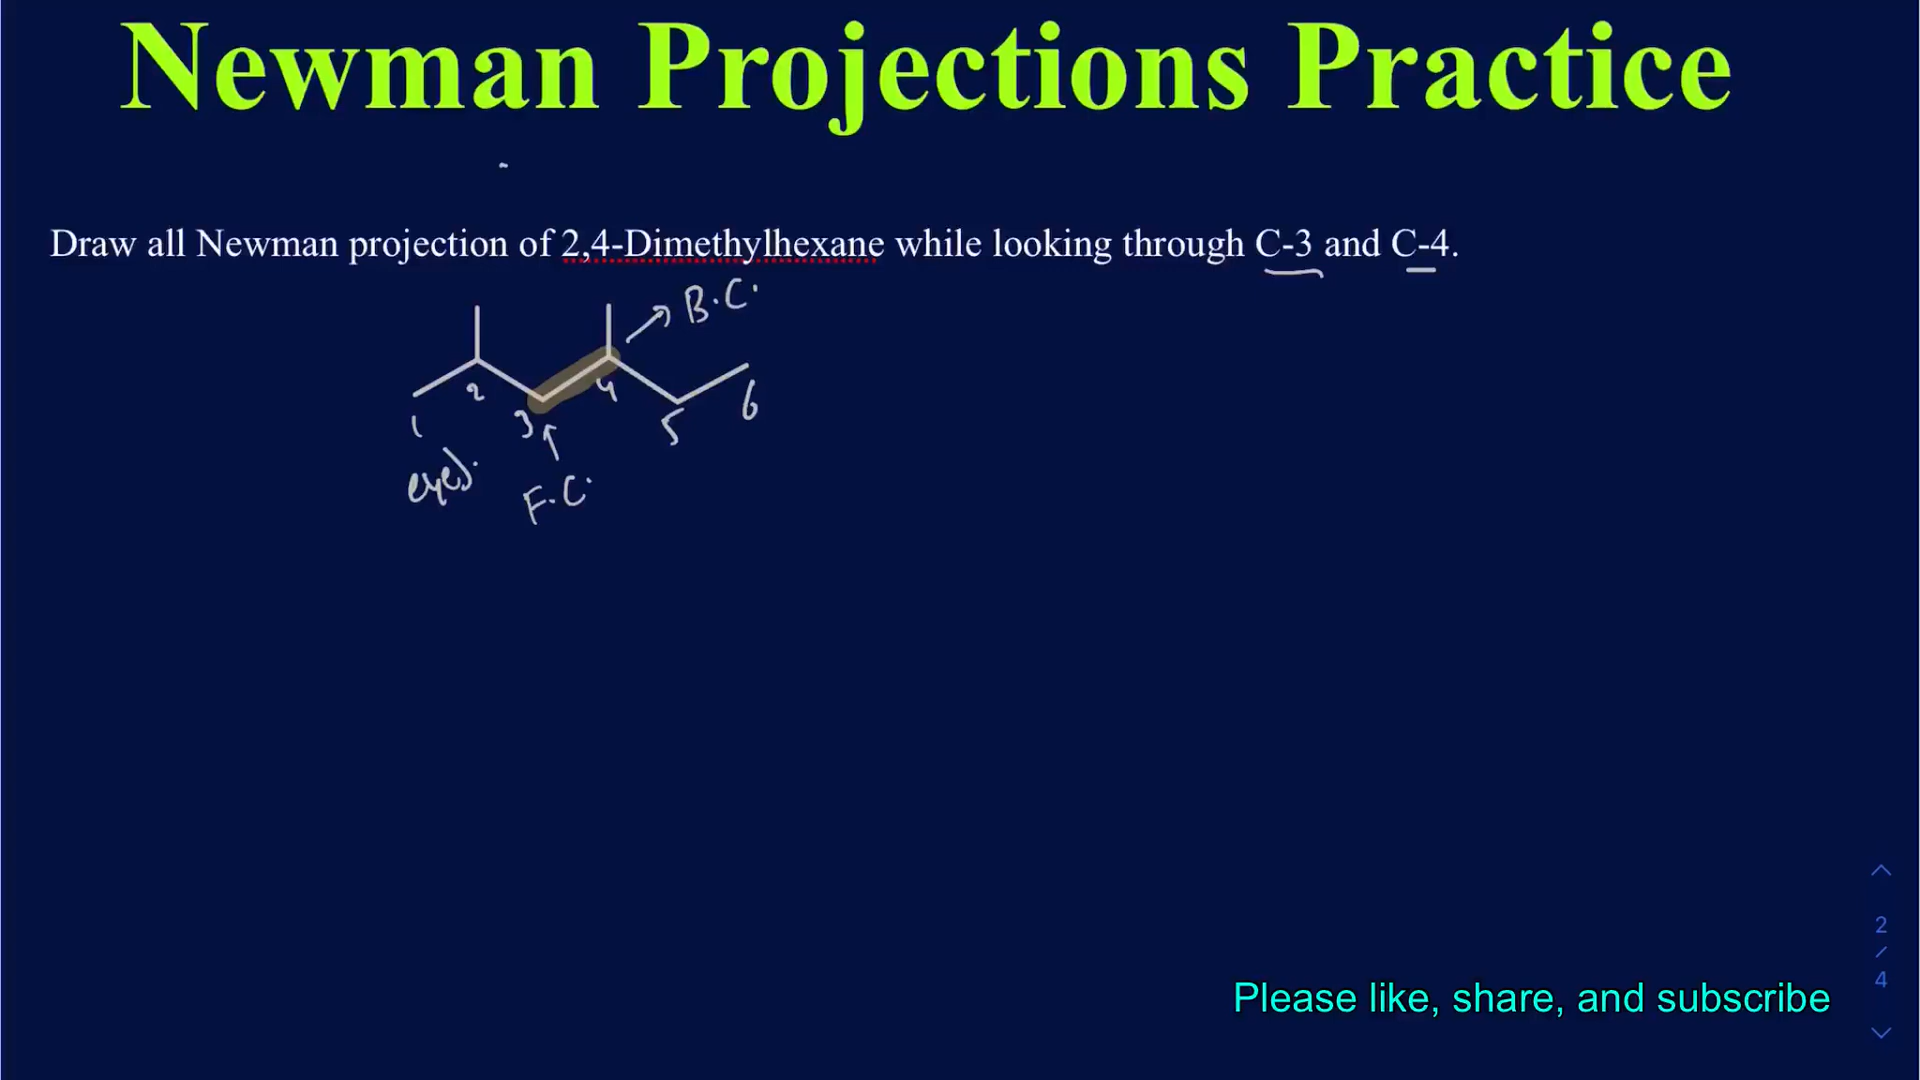 Newman Projections Practice
Draw all Newman projection of 2,4-Dimethylhexane while looking through C-3 and C-4.
B.C.
1 2 3 4 5 6
eye)
F.C.
2
/
4
Please like, share, and subscribe